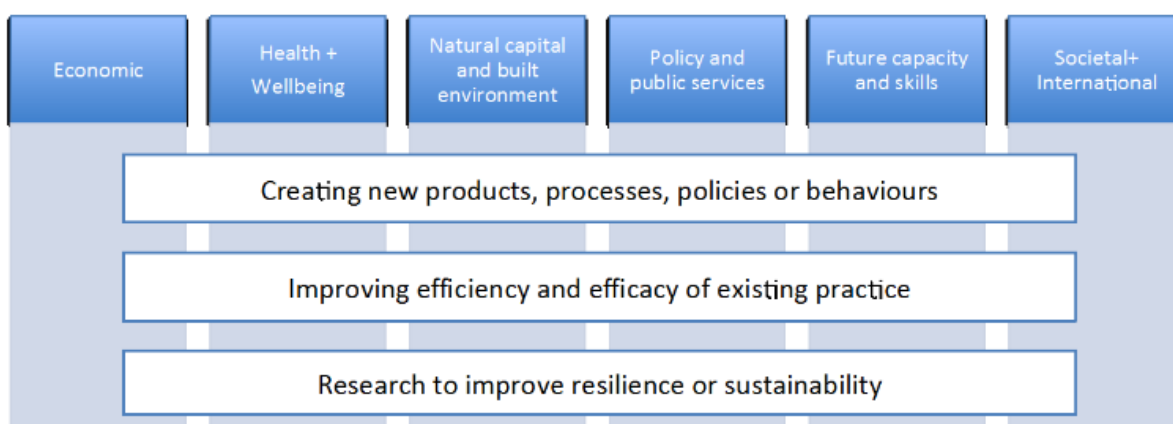 Economic
Health +
Wellbeing
Natural capital
and built
environment
Policy and
public services
Future capacity
and skills
Societal+
International
Creating new products, processes, policies or behaviours
Improving efficiency and efficacy of existing practice
Research to improve resilience or sustainability